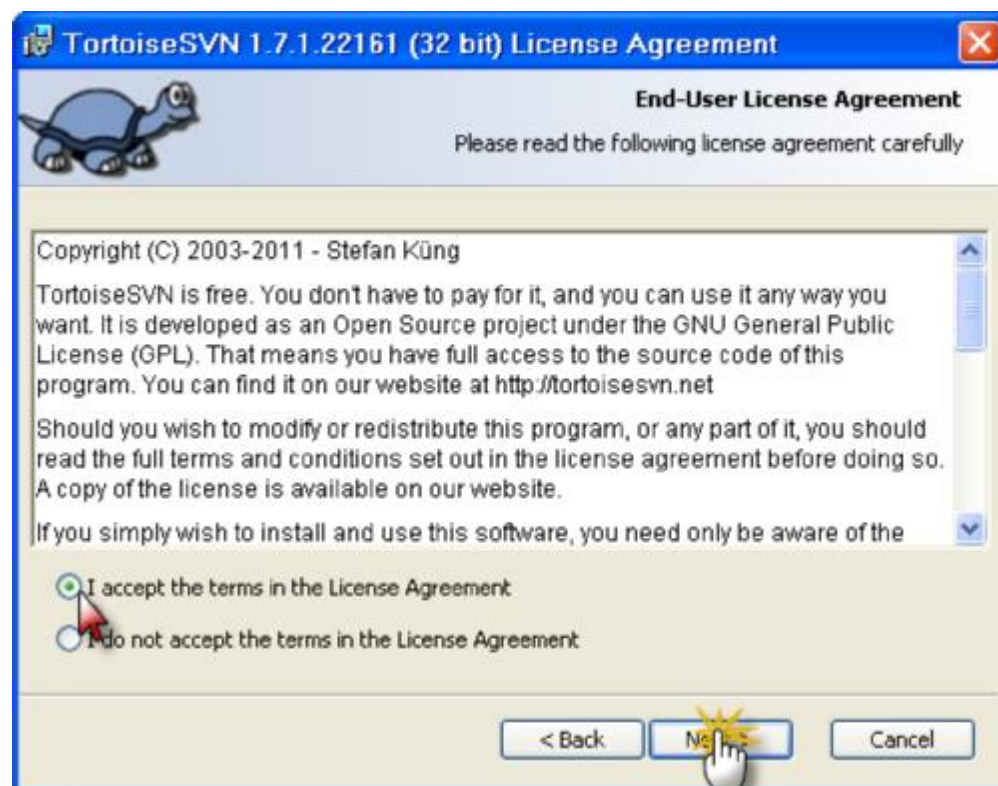 TortoiseSVN 1.7.1.22161 (32 bit) License Agreement
End-User License Agreement
Please read the following license agreement carefully
Copyright (C) 2003-2011 - Stefan Küng
TortoiseSVN is free. You don't have to pay for it, and you can use it any way you
want. It is developed as an Open Source project under the GNU General Public
License (GPL). That means you have full access to the source code of this
program. You can find it on our website at http://tortoisesvn.net
Should you wish to modify or redistribute this program, or any part of it, you should
read the full terms and conditions set out in the license agreement before doing so.
A copy of the license is available on our website.
If you simply wish to install and use this software, you need only be aware of the
I accept the terms in the License Agreement
I do not accept the terms in the License Agreement
< Back
Cancel